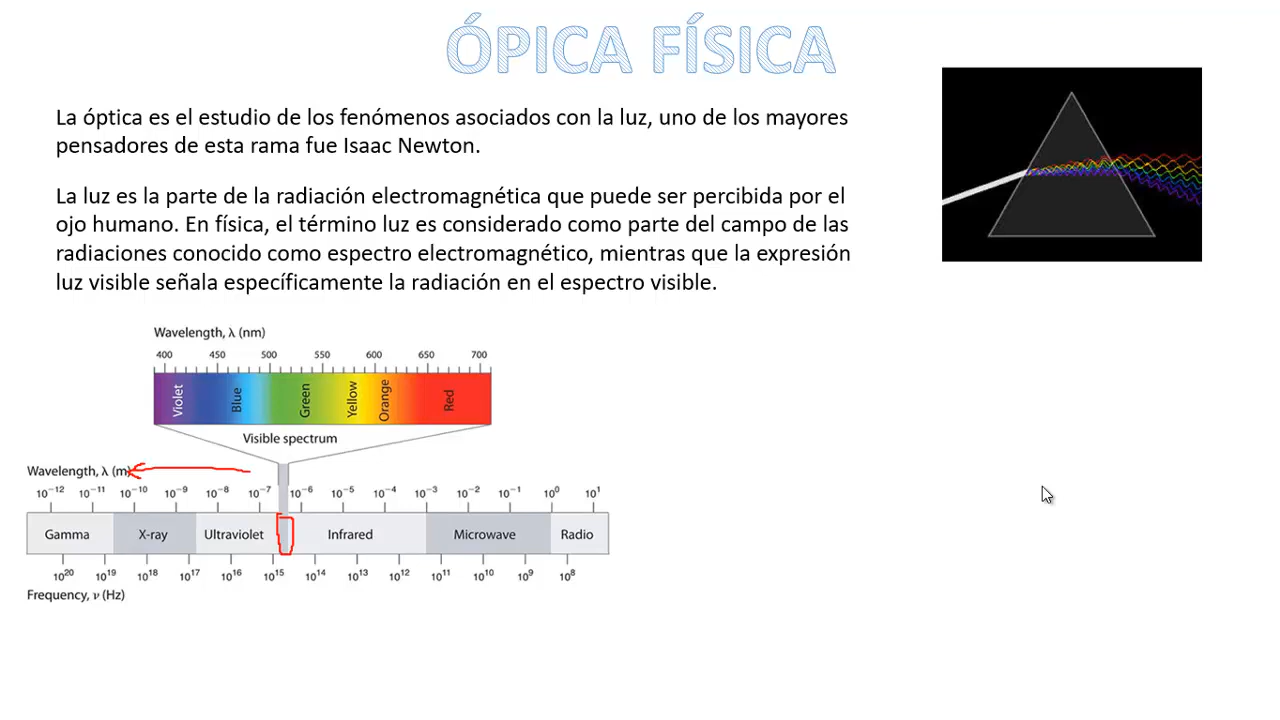 ÓPICA FÍSICA
La óptica es el estudio de los fenómenos asociados con la luz, uno de los mayores
pensadores de esta rama fue Isaac Newton.
La luz es la parte de la radiación electromagnética que puede ser percibida por el
ojo humano. En física, el término luz es considerado como parte del campo de las
radiaciones conocido como espectro electromagnético, mientras que la expresión
luz visible señala específicamente la radiación en el espectro visible.
Wavelength, λ (nm)
400 450 500 550 600 650 700
Violet Blue Green Yellow Orange Red
Visible spectrum
Wavelength, λ (m)
10⁻¹² 10⁻¹¹ 10⁻¹⁰ 10⁻⁹ 10⁻⁸ 10⁻⁷ 10⁻⁶ 10⁻⁵ 10⁻⁴ 10⁻³ 10⁻² 10⁻¹ 10⁰ 10¹
Gamma X-ray Ultraviolet Infrared Microwave Radio
10²⁰ 10¹⁹ 10¹⁸ 10¹⁷ 10¹⁶ 10¹⁵ 10¹⁴ 10¹³ 10¹² 10¹¹ 10¹⁰ 10⁹ 10⁸
Frequency, ν (Hz)